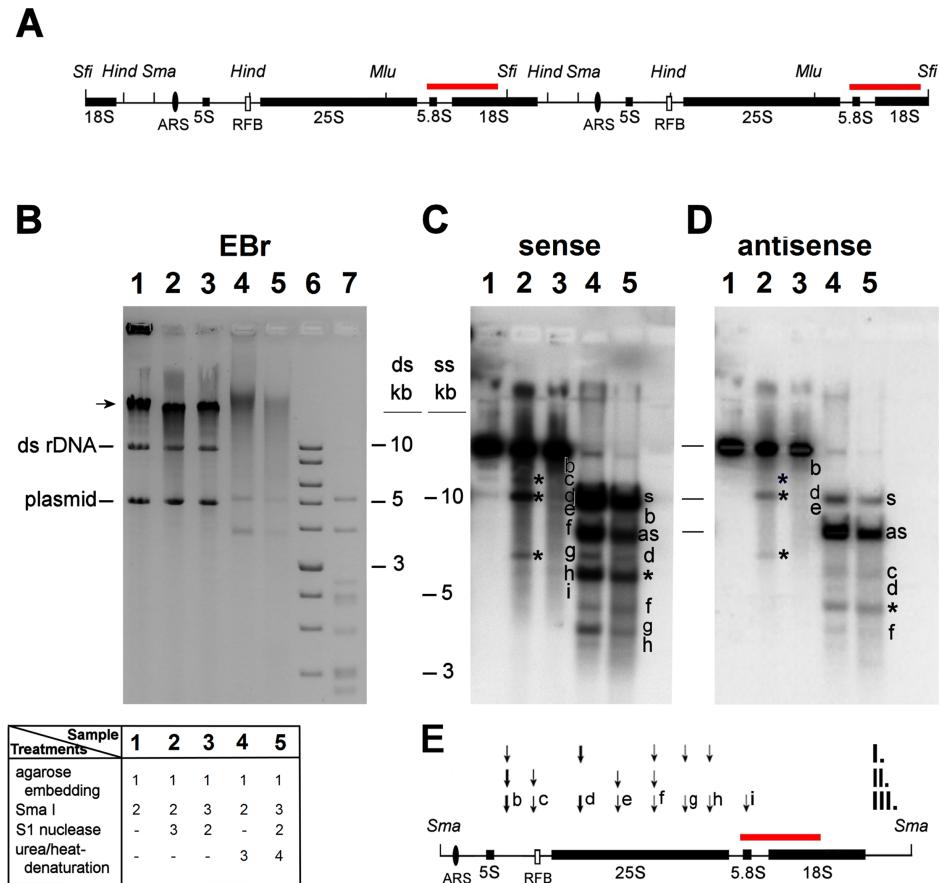 A
Sfi Hind Sma Hind Mlu Sfi Hind Sma Hind Mlu Sfi
18S ARS 5S RFB 25S 5.8S 18S ARS 5S RFB 25S 5.8S 18S
B C D
EBr sense antisense
1 2 3 4 5 6 7 1 2 3 4 5 1 2 3 4 5
ds ss
kb kb
ds rDNA
10
plasmid
5
10
3
5
3
b
c
*
d
*
e
f
g
*
h
i
s
b
as
d
*
f
g
h
*
*
*
b
d
e
s
as
c
d
*
f
Sample
Treatments
1 2 3 4 5
agarose
embedding 1 1 1 1 1
Sma I 2 2 3 2 3
S1 nuclease - 3 2 - 2
urea/heat-
denaturation - - - 3 4
E
I.
II.
b c d e f g h i III.
Sma Sma
ARS 5S RFB 25S 5.8S 18S